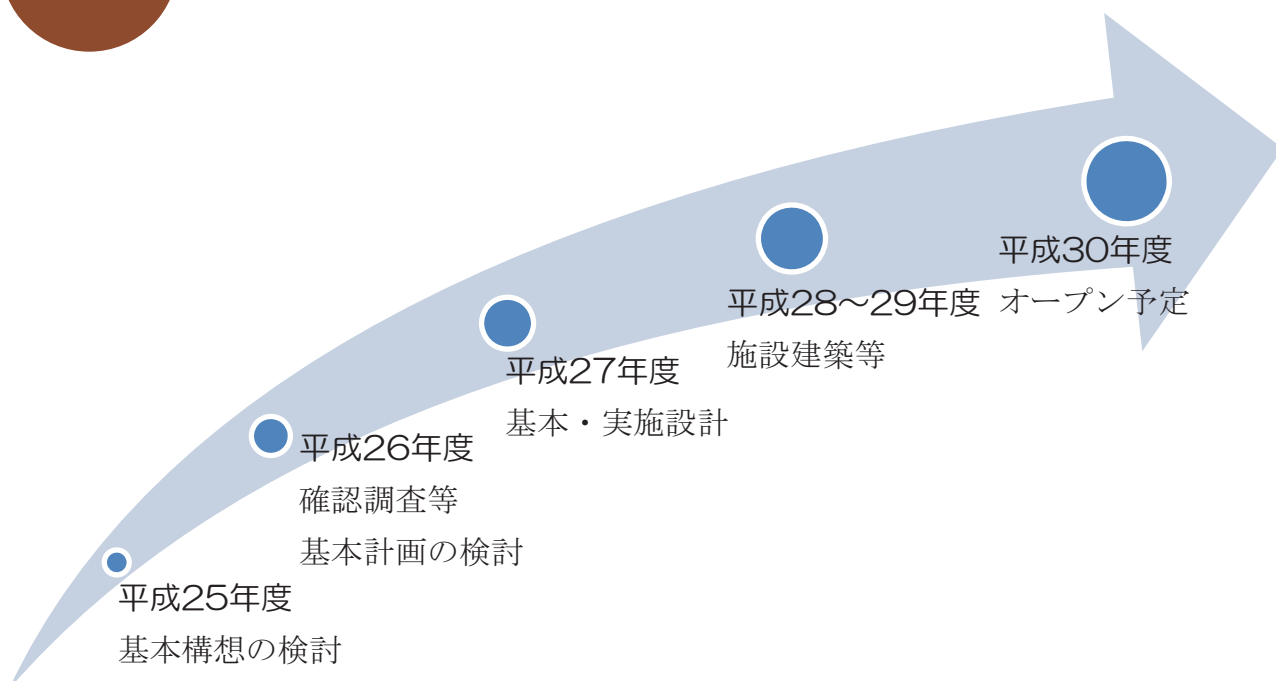 平成25年度
基本構想の検討
平成26年度
確認調査等
基本計画の検討
平成27年度
基本・実施設計
平成28～29年度
施設建築等
平成30年度
オープン予定